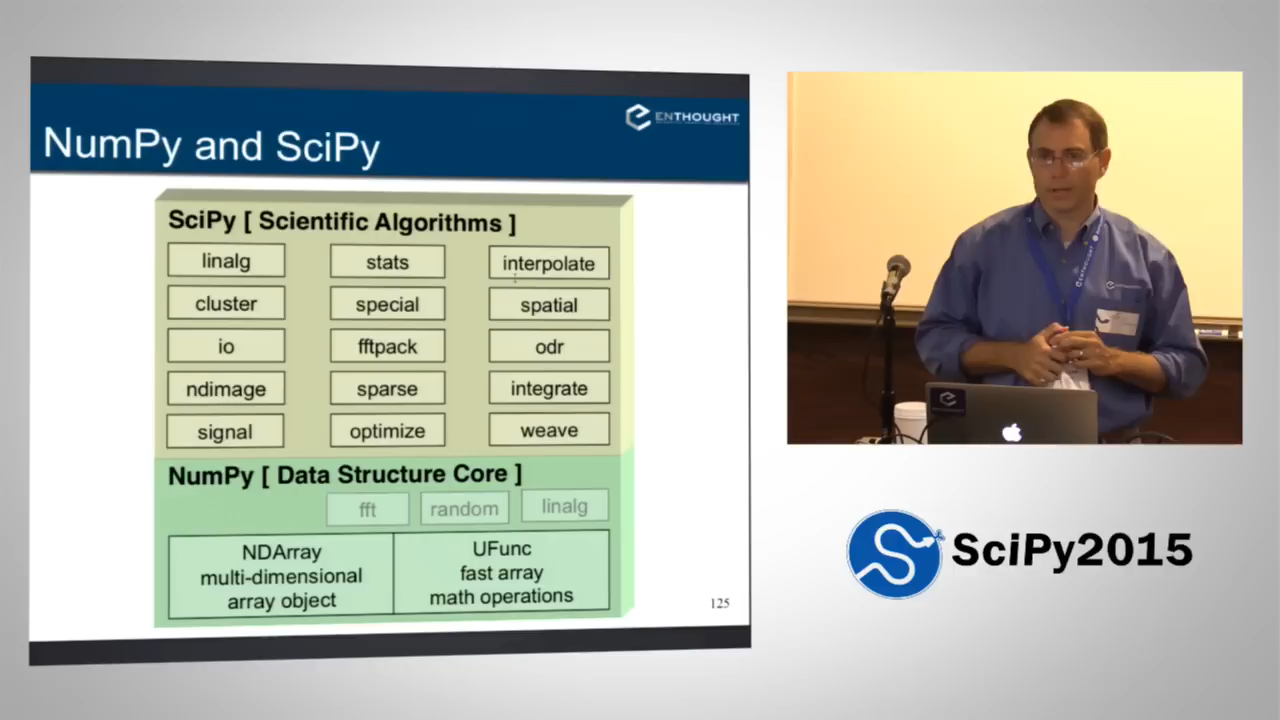 ENTHOUGHT
NumPy and SciPy
SciPy [ Scientific Algorithms ]
linalg
stats
interpolate
cluster
special
spatial
io
fftpack
odr
ndimage
sparse
integrate
signal
optimize
weave
NumPy [ Data Structure Core ]
fft
random
linalg
NDArray
multi-dimensional
array object
UFunc
fast array
math operations
125
ENTHOUGHT
SciPy2015